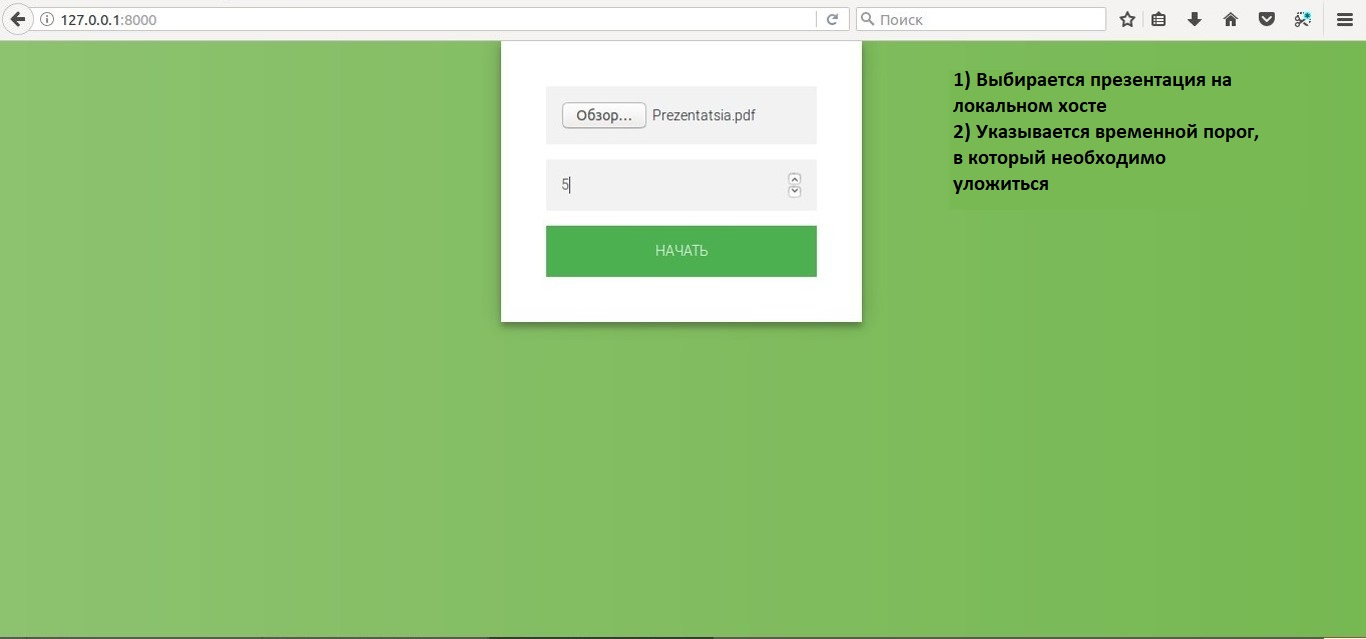 127.0.0.1:8000
Поиск
Обзор... Prezentatsia.pdf
5
НАЧАТЬ
1) Выбирается презентация на
локальном хосте
2) Указывается временной порог,
в который необходимо
уложиться